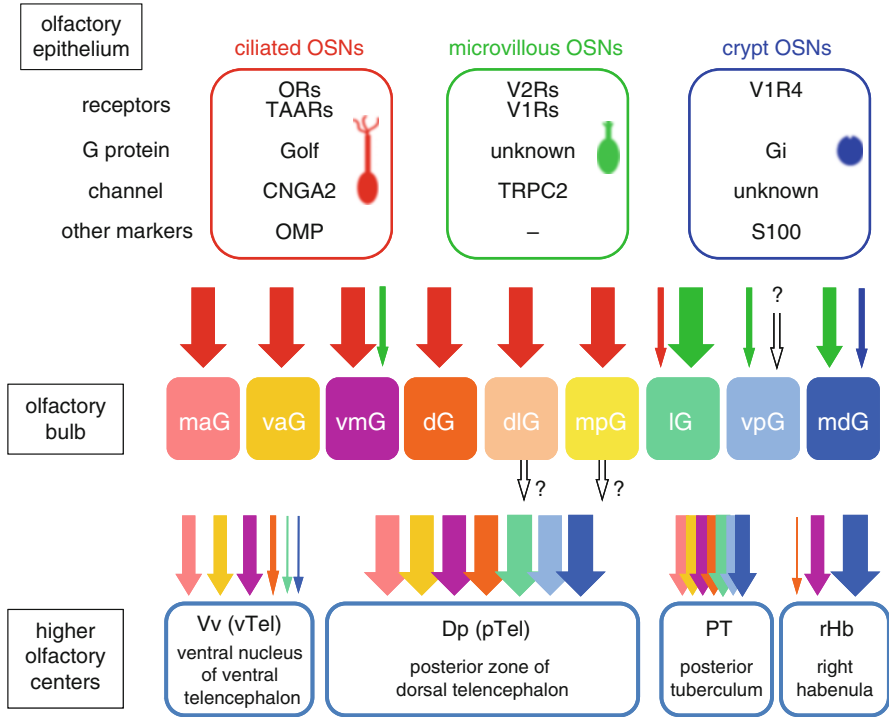 olfactory
epithelium
ciliated OSNs
microvillous OSNs
crypt OSNs
receptors
ORs
TAARs
V2Rs
V1Rs
V1R4
G protein
Golf
unknown
Gi
channel
CNGA2
TRPC2
unknown
other markers
OMP
–
S100
?
olfactory
bulb
maG
vaG
vmG
dG
dlG
mpG
lG
vpG
mdG
?
?
higher
olfactory
centers
Vv (vTel)
ventral nucleus
of ventral
telencephalon
Dp (pTel)
posterior zone of
dorsal telencephalon
PT
posterior
tuberculum
rHb
right
habenula